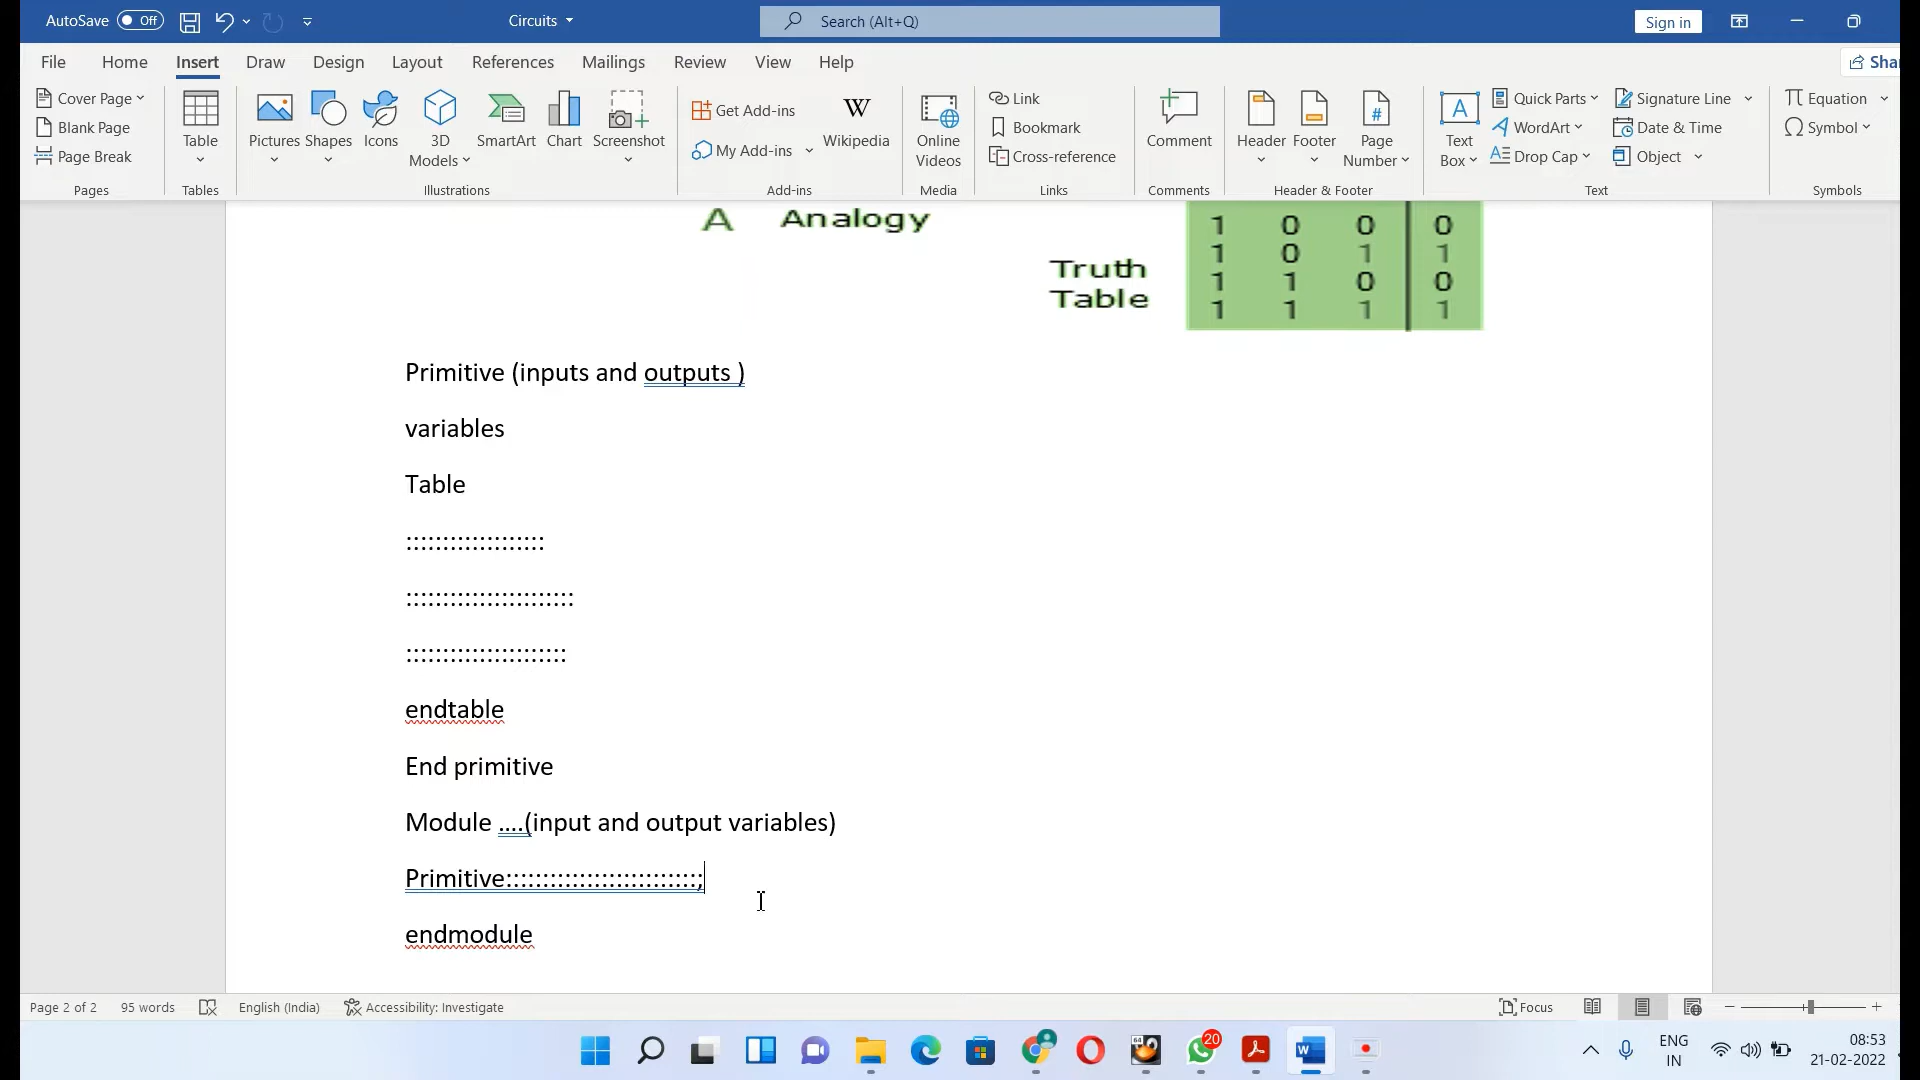 AutoSave Off Circuits Search (Alt+Q) Sign in
File Home Insert Draw Design Layout References Mailings Review View Help Shar
Cover Page
Blank Page
Page Break
Pages
Table
Tables
Pictures Shapes Icons 3D Models SmartArt Chart Screenshot
Illustrations
Get Add-ins
My Add-ins
Wikipedia
Add-ins
Online Videos
Media
Link
Bookmark
Cross-reference
Links
Comment
Comments
Header Footer Page Number
Header & Footer
Text Box
Quick Parts
WordArt
Drop Cap
Signature Line
Date & Time
Object
Text
Equation
Symbol
Symbols
A Analogy
Truth
Table
1 0 0 0
1 0 1 1
1 1 0 0
1 1 1 1
Primitive (inputs and outputs )
variables
Table
:::::::::::::::::::
:::::::::::::::::::::::
::::::::::::::::::::::
endtable
End primitive
Module ....(input and output variables)
Primitive::::::::::::::::::::::::::;
endmodule
Page 2 of 2 95 words English (India) Accessibility: Investigate Focus
20
ENG
IN
08:53
21-02-2022